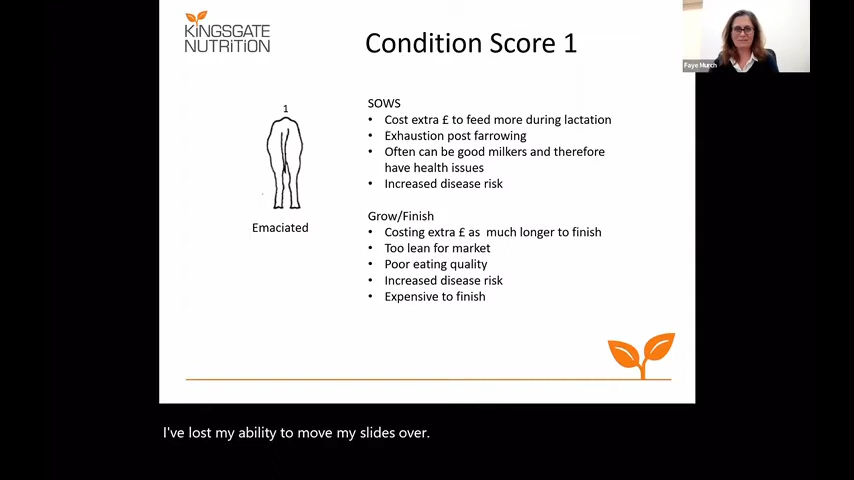 KINGSGATE
NUTRITION
Condition Score 1
Faye Murch
1
Emaciated
SOWS
• Cost extra £ to feed more during lactation
• Exhaustion post farrowing
• Often can be good milkers and therefore
have health issues
• Increased disease risk
Grow/Finish
• Costing extra £ as  much longer to finish
• Too lean for market
• Poor eating quality
• Increased disease risk
• Expensive to finish
I've lost my ability to move my slides over.